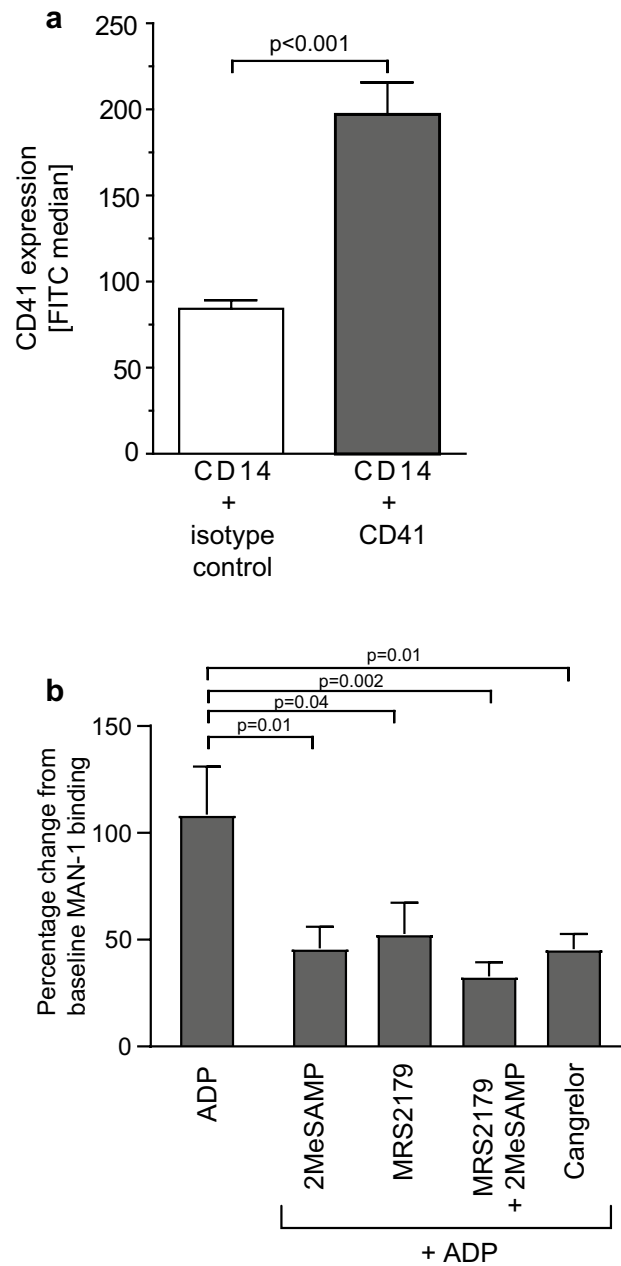 a
250
200
150
100
50
0
CD41 expression
[FITC median]
p<0.001
CD14
+
isotype
control
CD14
+
CD41
b
p=0.01
p=0.002
p=0.04
p=0.01
150
100
50
0
Percentage change from
baseline MAN-1 binding
ADP
2MeSAMP
MRS2179
MRS2179
+ 2MeSAMP
Cangrelor
+ ADP